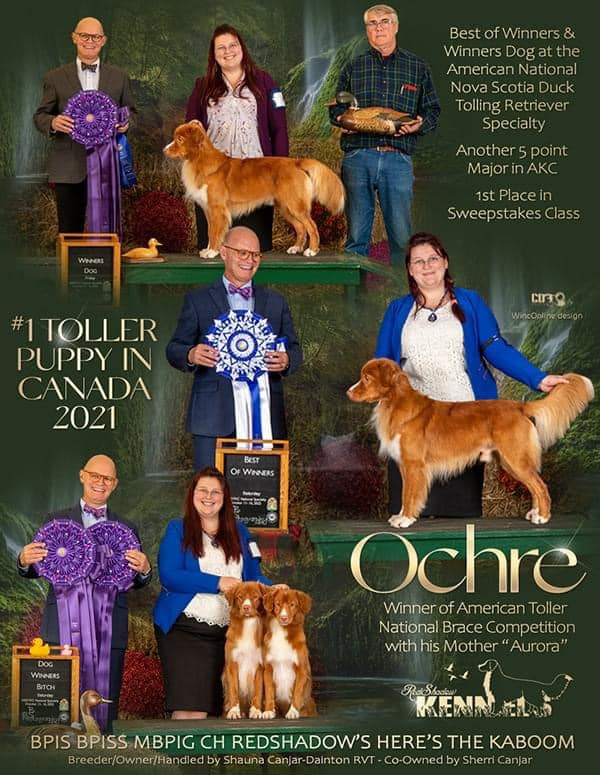 Best of Winners &
Winners Dog at the
American National
Nova Scotia Duck
Tolling Retriever
Specialty
Another 5 point
Major in AKC
1st Place in
Sweepstakes Class
WINNERS
DOG
Friday
WincOnline design
#1 TOLLER
PUPPY IN
CANADA
2021
BEST
OF WINNERS
Saturday
Ochre
Winner of American Toller
National Brace Competition
with his Mother “Aurora”
DOG
WINNERS
BITCH
Saturday
RedShadow
KENNELS
BPIS BPISS MBPIG CH REDSHADOW'S HERE'S THE KABOOM
Breeder/Owner/Handled by Shauna Canjar-Dainton RVT - Co-Owned by Sherri Canjar